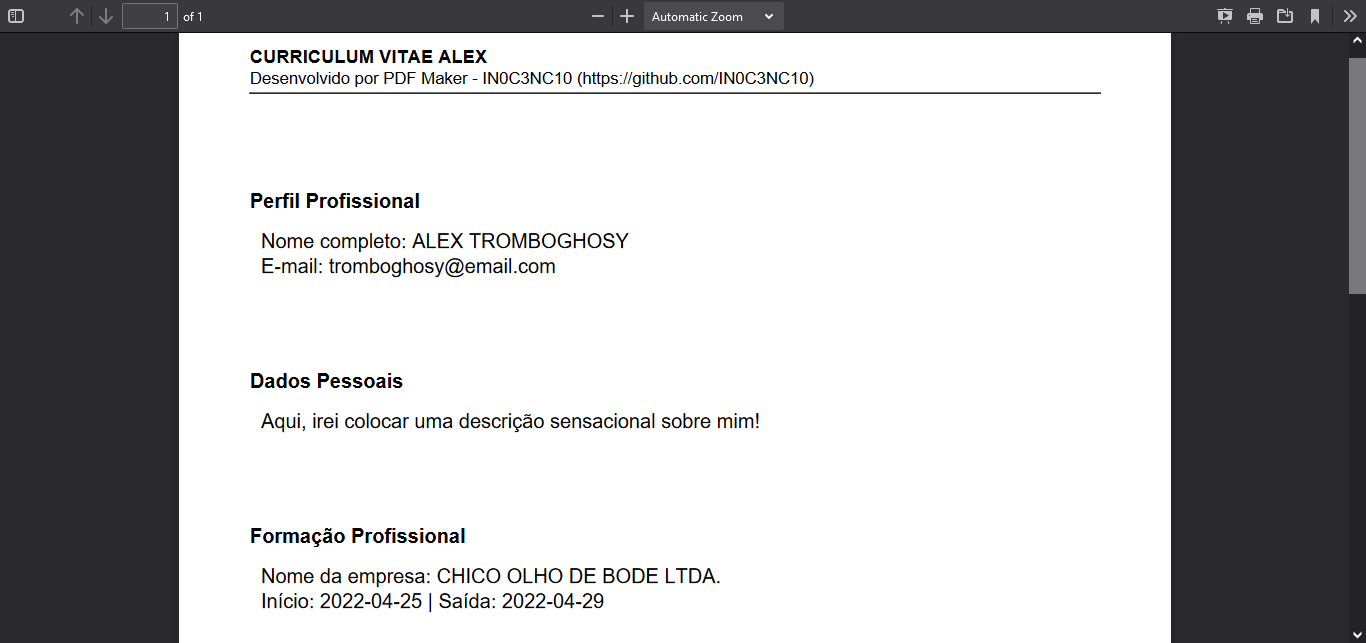 1 of 1 Automatic Zoom
CURRICULUM VITAE ALEX
Desenvolvido por PDF Maker - IN0C3NC10 (https://github.com/IN0C3NC10)
Perfil Profissional
Nome completo: ALEX TROMBOGHOSY
E-mail: tromboghosy@email.com
Dados Pessoais
Aqui, irei colocar uma descrição sensacional sobre mim!
Formação Profissional
Nome da empresa: CHICO OLHO DE BODE LTDA.
Início: 2022-04-25 | Saída: 2022-04-29